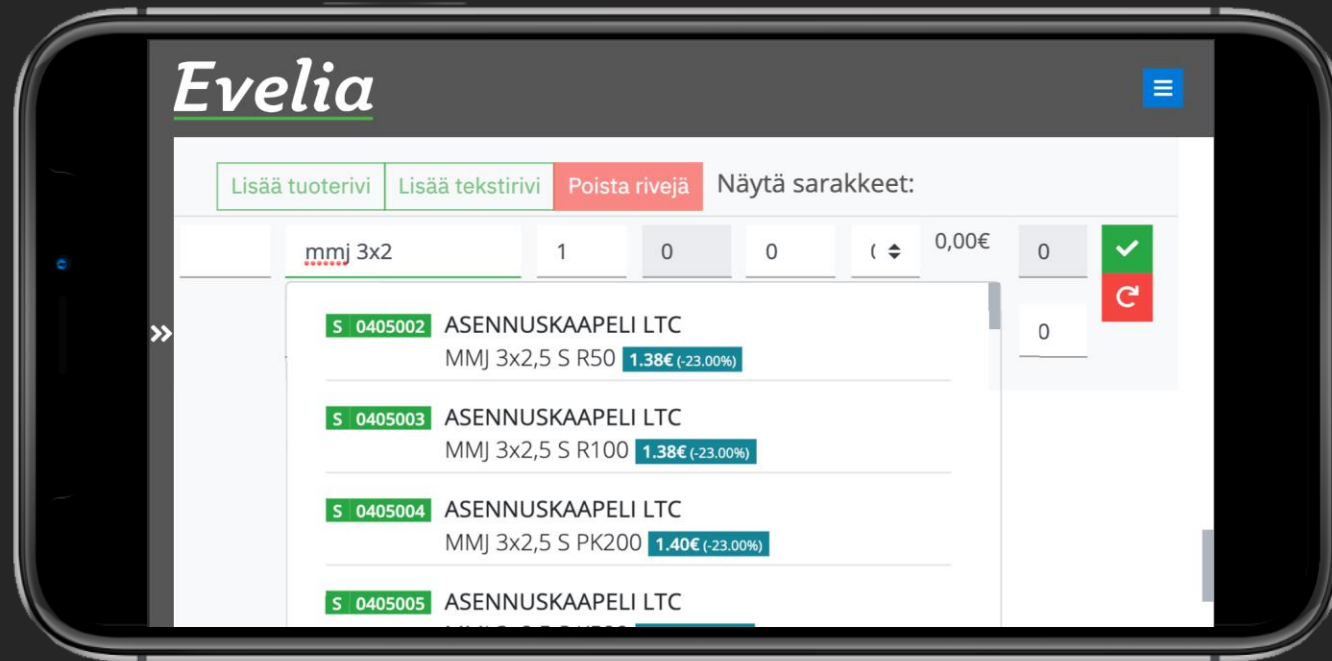 Evelia
Lisää tuoterivi Lisää tekstirivi Poista rivejä Näytä sarakkeet:
mmj 3x2 1 0 0 0,00€ 0
0
S 0405002 ASENNUSKAAPELI LTC
MMJ 3x2,5 S R50 1.38€ (-23.00%)
S 0405003 ASENNUSKAAPELI LTC
MMJ 3x2,5 S R100 1.38€ (-23.00%)
S 0405004 ASENNUSKAAPELI LTC
MMJ 3x2,5 S PK200 1.40€ (-23.00%)
S 0405005 ASENNUSKAAPELI LTC